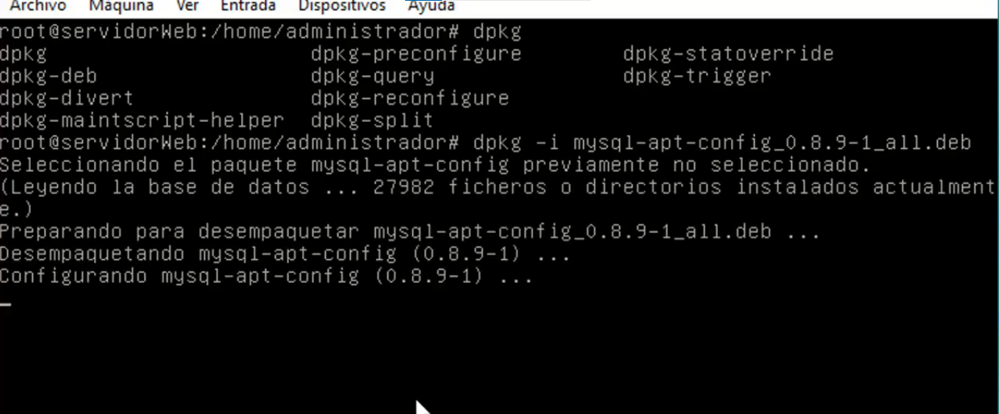 Archivo Máquina Ver Entrada Dispositivos Ayuda
root@servidorWeb:/home/administrador# dpkg
dpkg dpkg-preconfigure dpkg-statoverride
dpkg-deb dpkg-query dpkg-trigger
dpkg-divert dpkg-reconfigure
dpkg-maintscript-helper dpkg-split
root@servidorWeb:/home/administrador# dpkg -i mysql-apt-config_0.8.9-1_all.deb
Seleccionando el paquete mysql-apt-config previamente no seleccionado.
(Leyendo la base de datos ... 27982 ficheros o directorios instalados actualment
e.)
Preparando para desempaquetar mysql-apt-config_0.8.9-1_all.deb ...
Desempaquetando mysql-apt-config (0.8.9-1) ...
Configurando mysql-apt-config (0.8.9-1) ...